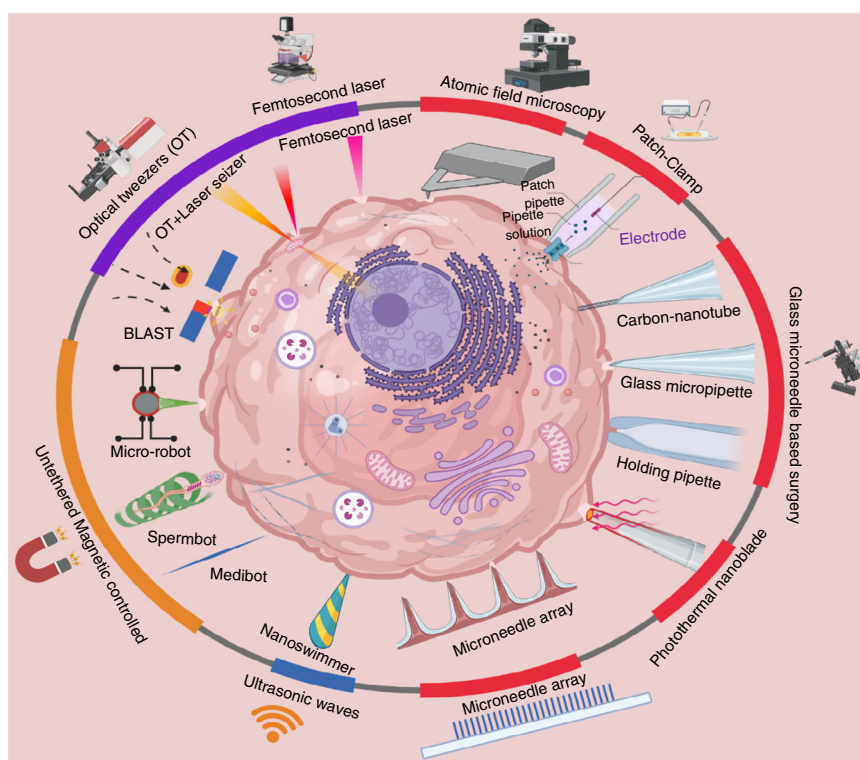 Femtosecond laser
Atomic field microscopy
Femtosecond laser
Patch-Clamp
Optical tweezers (OT)
OT+Laser seizer
Patch
pipette
Pipette
solution
Electrode
BLAST
Carbon-nanotube
Glass micropipette
Glass microneedle based surgery
Micro-robot
Holding pipette
Untethered Magnetic controlled
Spermbot
Medibot
Photothermal nanoblade
Nanoswimmer
Microneedle array
Ultrasonic waves
Microneedle array